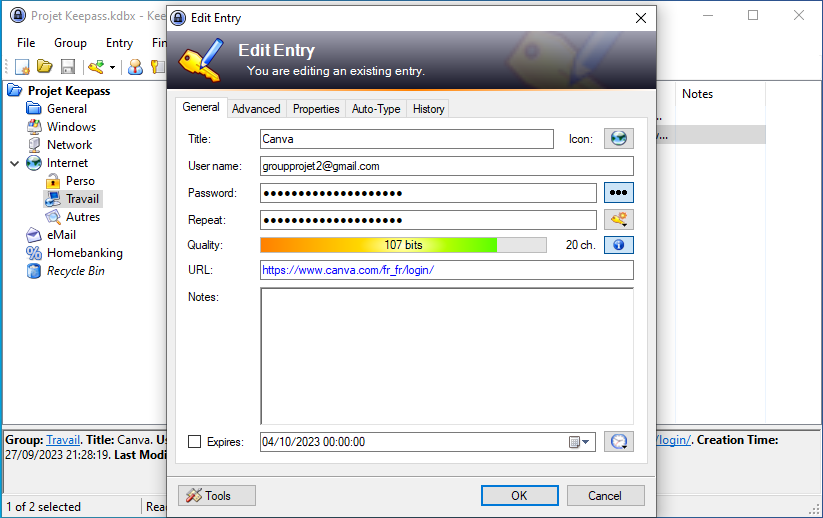 Projet Keepass.kdbx - Kee
Edit Entry
File Group Entry Fin
Edit Entry
You are editing an existing entry.
Projet Keepass
General
Windows
Network
Internet
Perso
Travail
Autres
eMail
Homebanking
Recycle Bin
General Advanced Properties Auto-Type History
Title: Canva Icon:
User name: groupprojet2@gmail.com
Password: ••••••••••••••••••••
Repeat: ••••••••••••••••••••
Quality: 107 bits 20 ch.
URL: https://www.canva.com/fr_fr/login/
Notes:
Expires: 04/10/2023 00:00:00
Tools OK Cancel
Notes
...
y...
Group: Travail. Title: Canva. Us
/login/. Creation Time:
27/09/2023 21:28:19. Last Modi
1 of 2 selected Rea